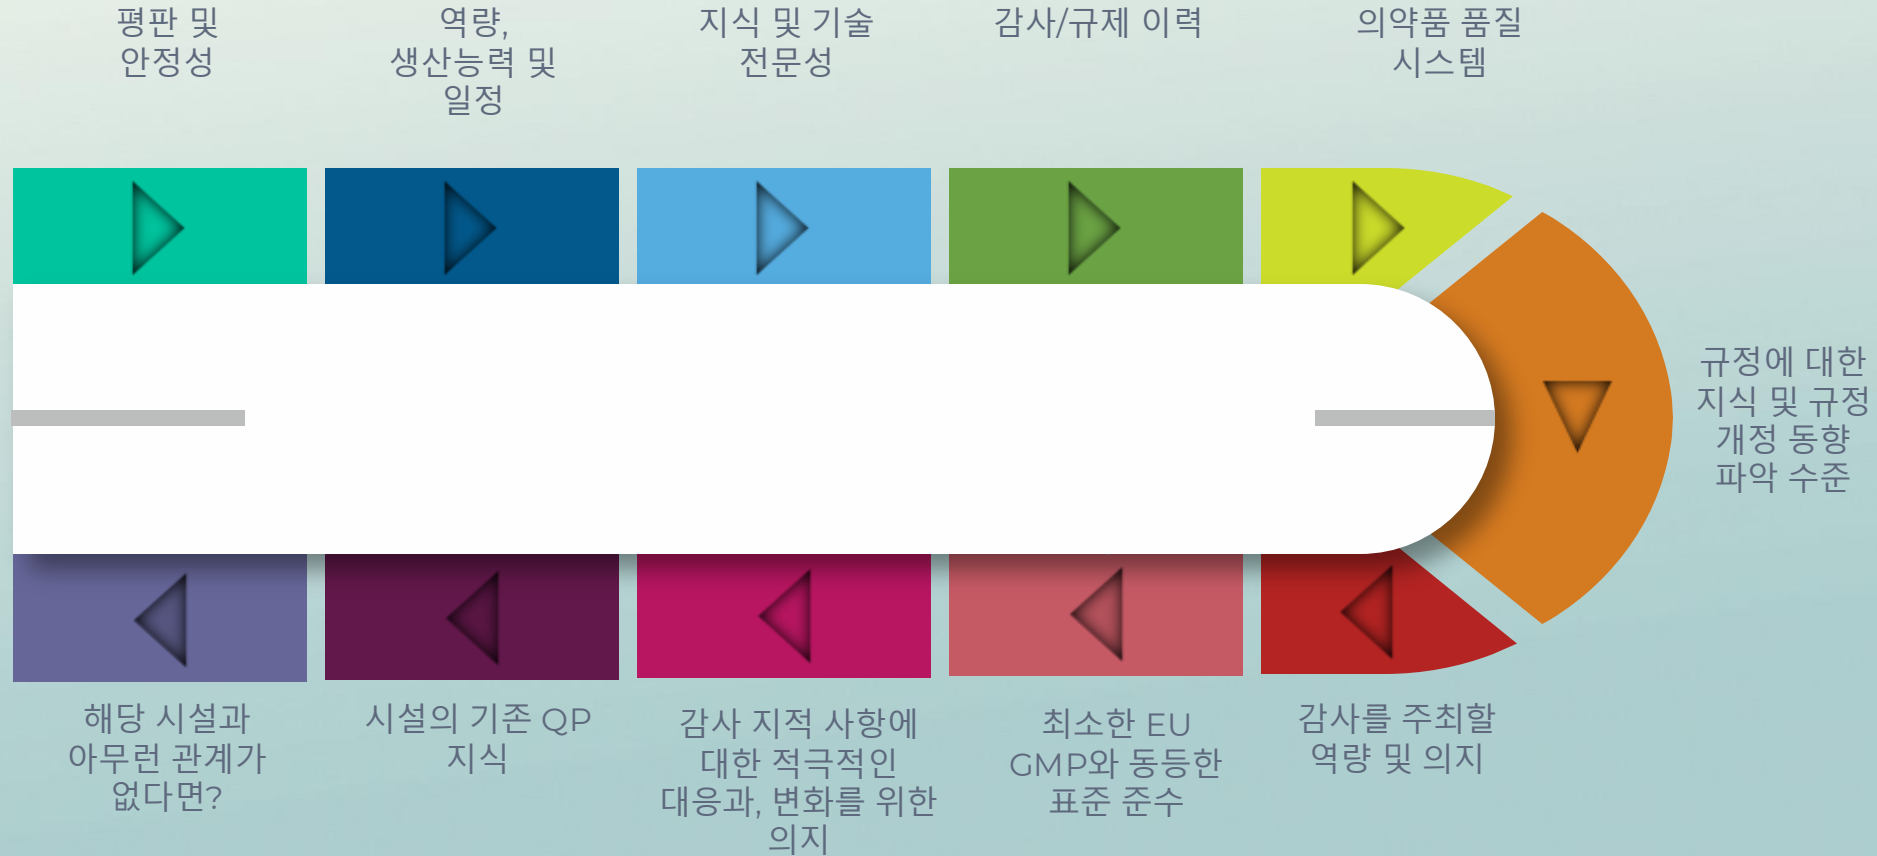 평판 및
안정성
역량,
생산능력 및
일정
지식 및 기술
전문성
감사/규제 이력
의약품 품질
시스템
규정에 대한
지식 및 규정
개정 동향
파악 수준
감사를 주최할
역량 및 의지
최소한 EU
GMP와 동등한
표준 준수
감사 지적 사항에
대한 적극적인
대응과, 변화를 위한
의지
시설의 기존 QP
지식
해당 시설과
아무런 관계가
없다면?